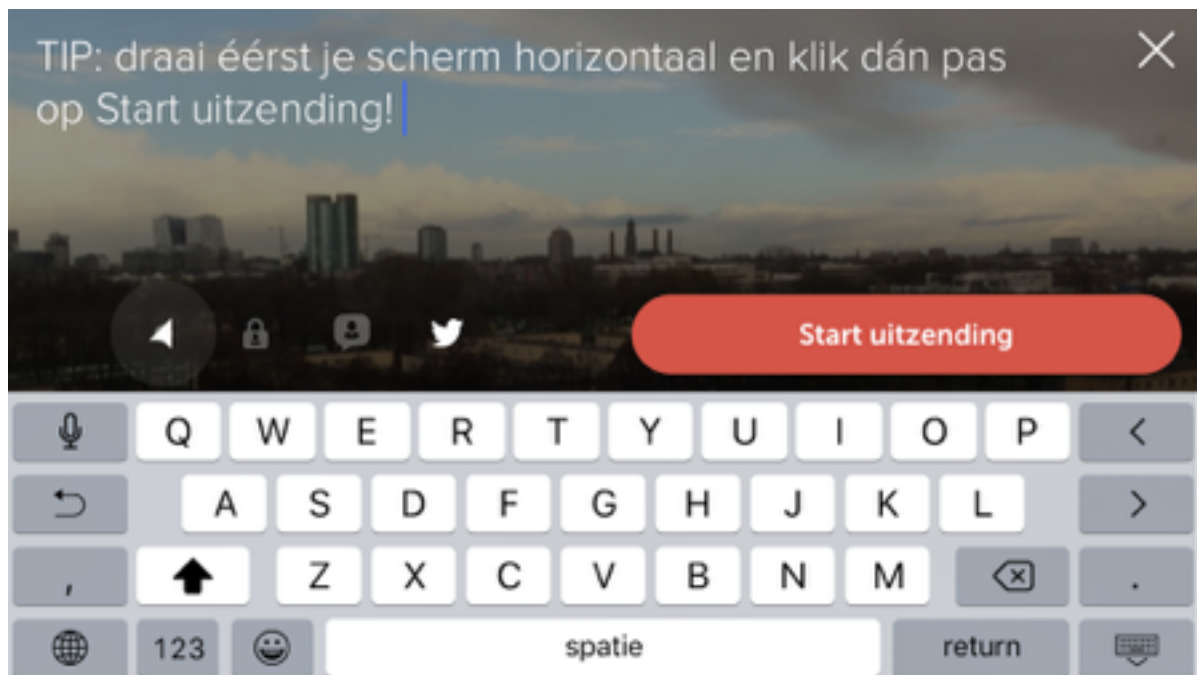 TIP: draai éérst je scherm horizontaal en klik dán pas
op Start uitzending!
Start uitzending
Q W E R T Y U I O P <
A S D F G H J K L >
, Z X C V B N M .
123 spatie return